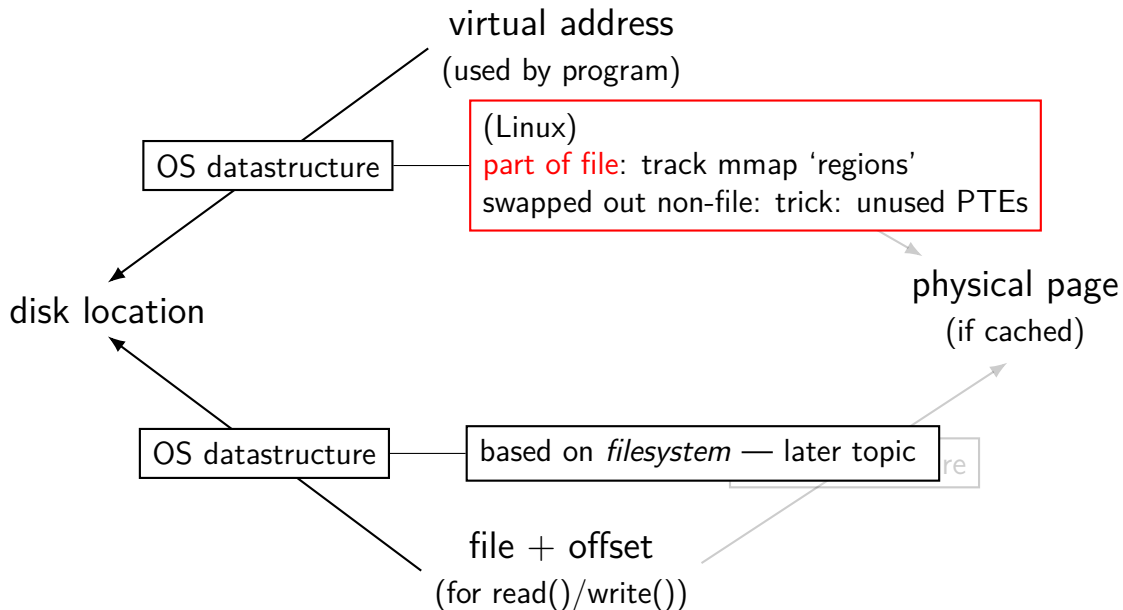 virtual address
(used by program)
OS datastructure
(Linux)
part of file: track mmap ‘regions’
swapped out non-file: trick: unused PTEs
disk location
physical page
(if cached)
OS datastructure
based on filesystem — later topic
file + offset
(for read()/write())